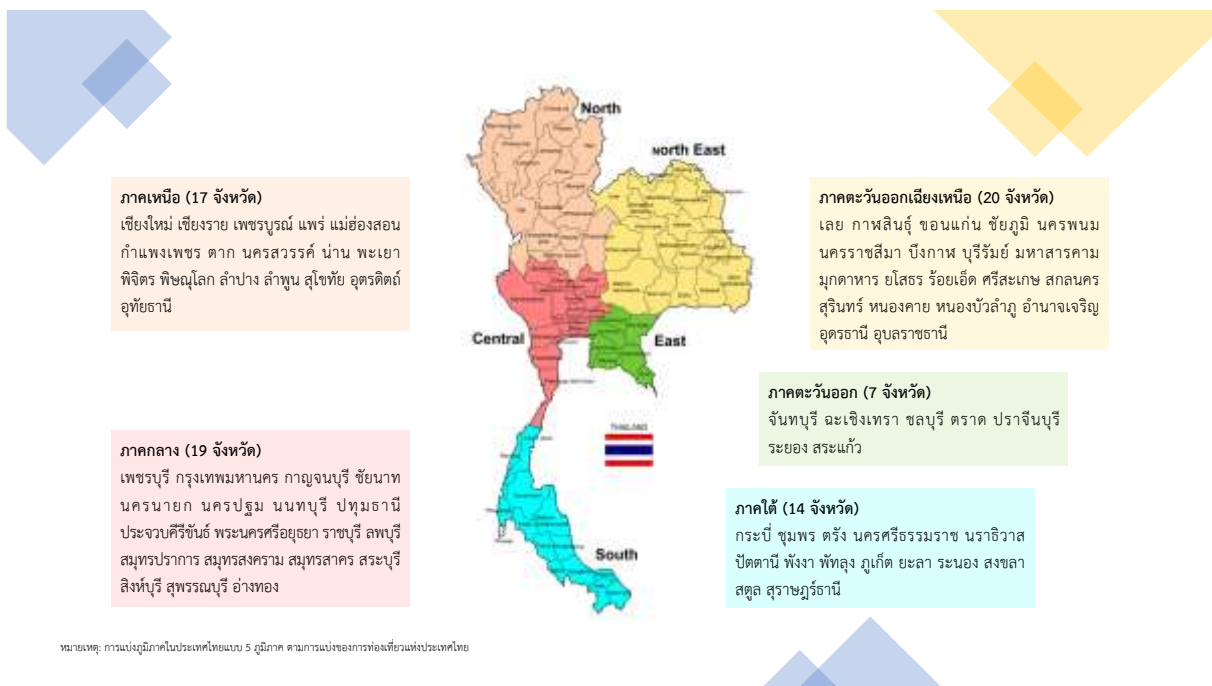 North
North East
ภาคเหนือ (17 จังหวัด)
เชียงใหม่ เชียงราย เพชรบูรณ์ แพร่ แม่ฮ่องสอน
กำแพงเพชร ตาก นครสวรรค์ น่าน พะเยา
พิจิตร พิษณุโลก ลำปาง ลำพูน สุโขทัย อุตรดิตถ์
อุทัยธานี
ภาคตะวันออกเฉียงเหนือ (20 จังหวัด)
เลย กาฬสินธุ์ ขอนแก่น ชัยภูมิ นครพนม
นครราชสีมา บึงกาฬ บุรีรัมย์ มหาสารคาม
มุกดาหาร ยโสธร ร้อยเอ็ด ศรีสะเกษ สกลนคร
สุรินทร์ หนองคาย หนองบัวลำภู อำนาจเจริญ
อุดรธานี อุบลราชธานี
Central
East
ภาคตะวันออก (7 จังหวัด)
จันทบุรี ฉะเชิงเทรา ชลบุรี ตราด ปราจีนบุรี
ระยอง สระแก้ว
THAILAND
ภาคกลาง (19 จังหวัด)
เพชรบุรี กรุงเทพมหานคร กาญจนบุรี ชัยนาท
นครนายก นครปฐม นนทบุรี ปทุมธานี
ประจวบคีรีขันธ์ พระนครศรีอยุธยา ราชบุรี ลพบุรี
สมุทรปราการ สมุทรสงคราม สมุทรสาคร สระบุรี
สิงห์บุรี สุพรรณบุรี อ่างทอง
ภาคใต้ (14 จังหวัด)
กระบี่ ชุมพร ตรัง นครศรีธรรมราช นราธิวาส
ปัตตานี พังงา พัทลุง ภูเก็ต ยะลา ระนอง สงขลา
สตูล สุราษฎร์ธานี
South
หมายเหตุ: การแบ่งภูมิภาคในประเทศไทยแบบ 5 ภูมิภาค ตามการแบ่งของการท่องเที่ยวแห่งประเทศไทย